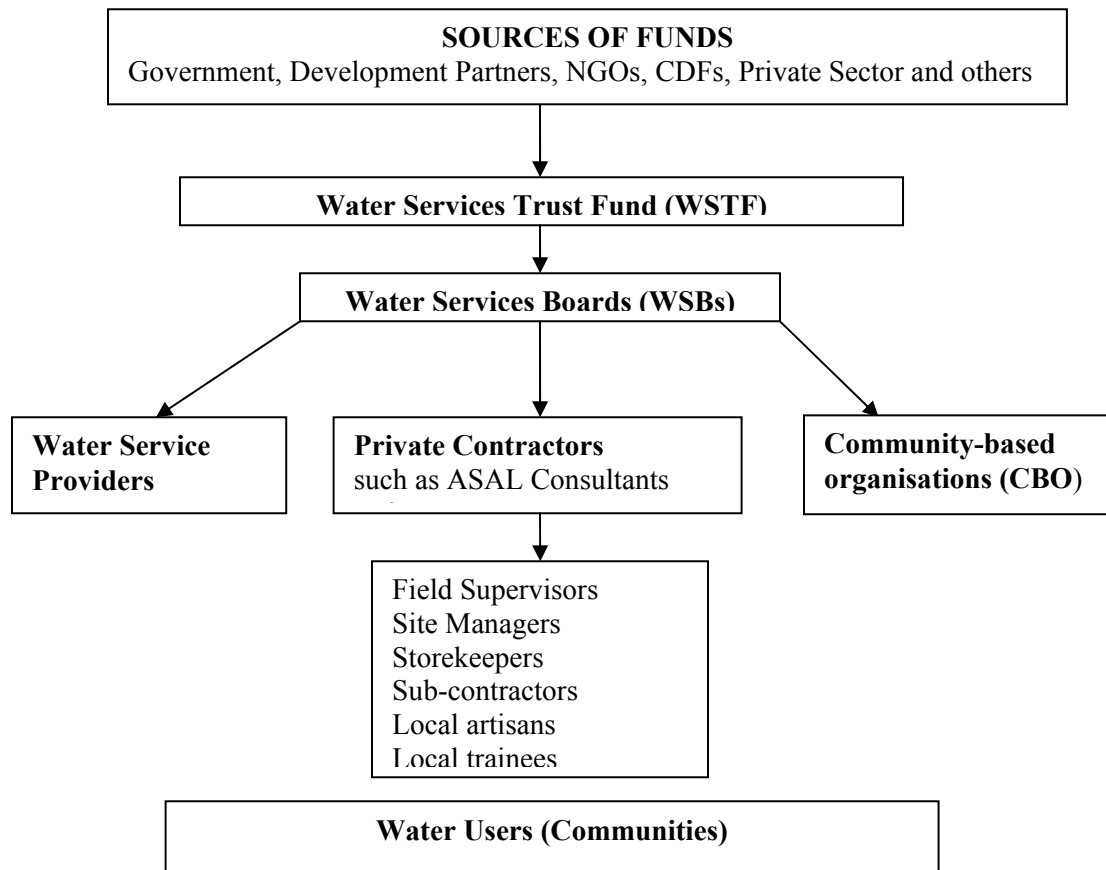 SOURCES OF FUNDS
Government, Development Partners, NGOs, CDFs, Private Sector and others
Water Services Trust Fund (WSTF)
Water Services Boards (WSBs)
Water Service
Providers
Private Contractors
such as ASAL Consultants
Community-based
organisations (CBO)
Field Supervisors
Site Managers
Storekeepers
Sub-contractors
Local artisans
Local trainees
Water Users (Communities)